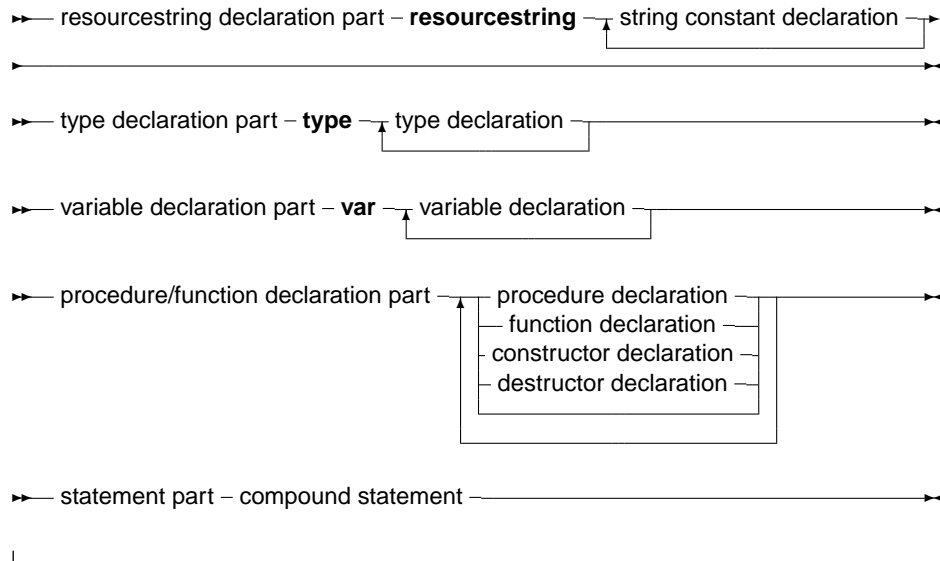 resourcestring declaration part resourcestring string constant declaration
type declaration part type type declaration
variable declaration part var variable declaration
procedure/function declaration part procedure declaration
function declaration
constructor declaration
destructor declaration
statement part compound statement